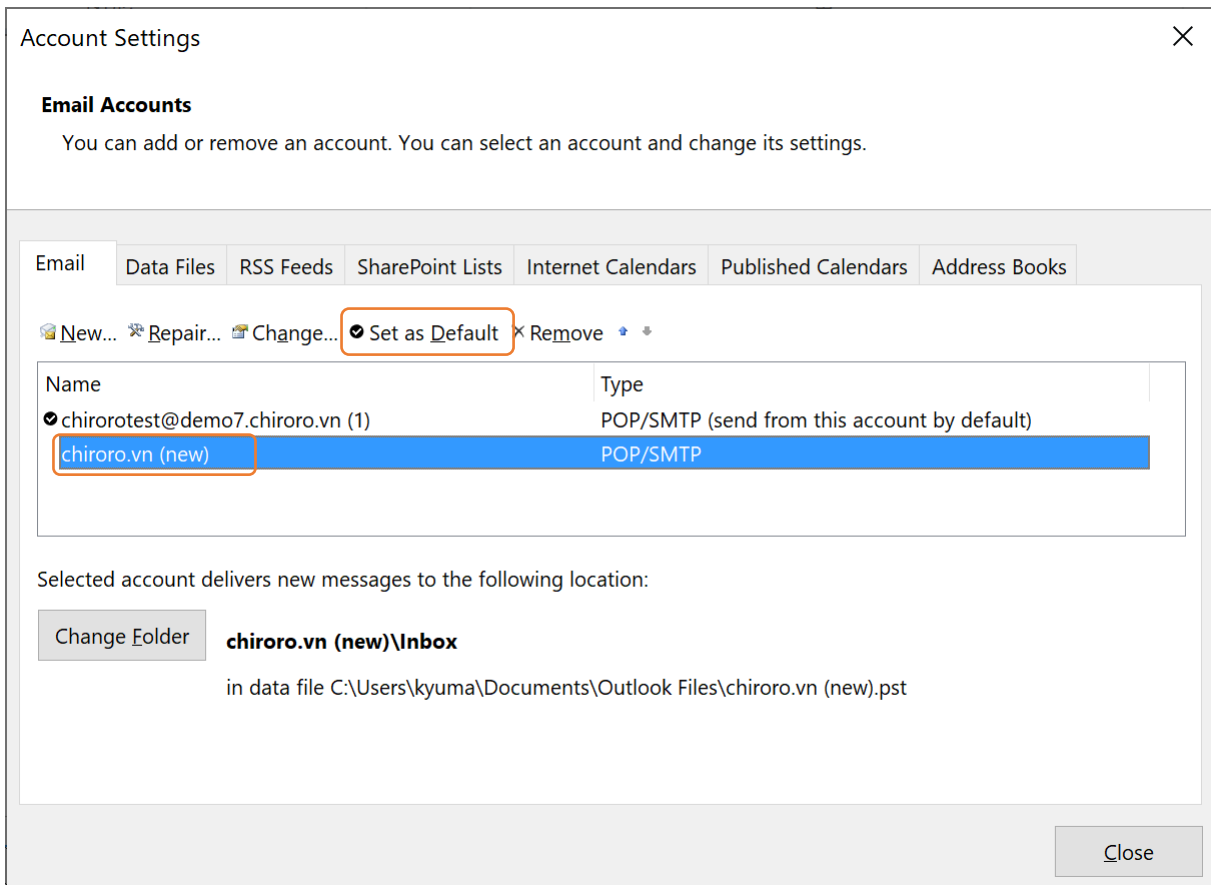 Account Settings
Email Accounts
You can add or remove an account. You can select an account and change its settings.
Email Data Files RSS Feeds SharePoint Lists Internet Calendars Published Calendars Address Books
New... Repair... Change... Set as Default Remove
Name Type
chirorotest@demo7.chiroro.vn (1) POP/SMTP (send from this account by default)
chiroro.vn (new) POP/SMTP
Selected account delivers new messages to the following location:
Change Folder chiroro.vn (new)\Inbox
in data file C:\Users\kyuma\Documents\Outlook Files\chiroro.vn (new).pst
Close